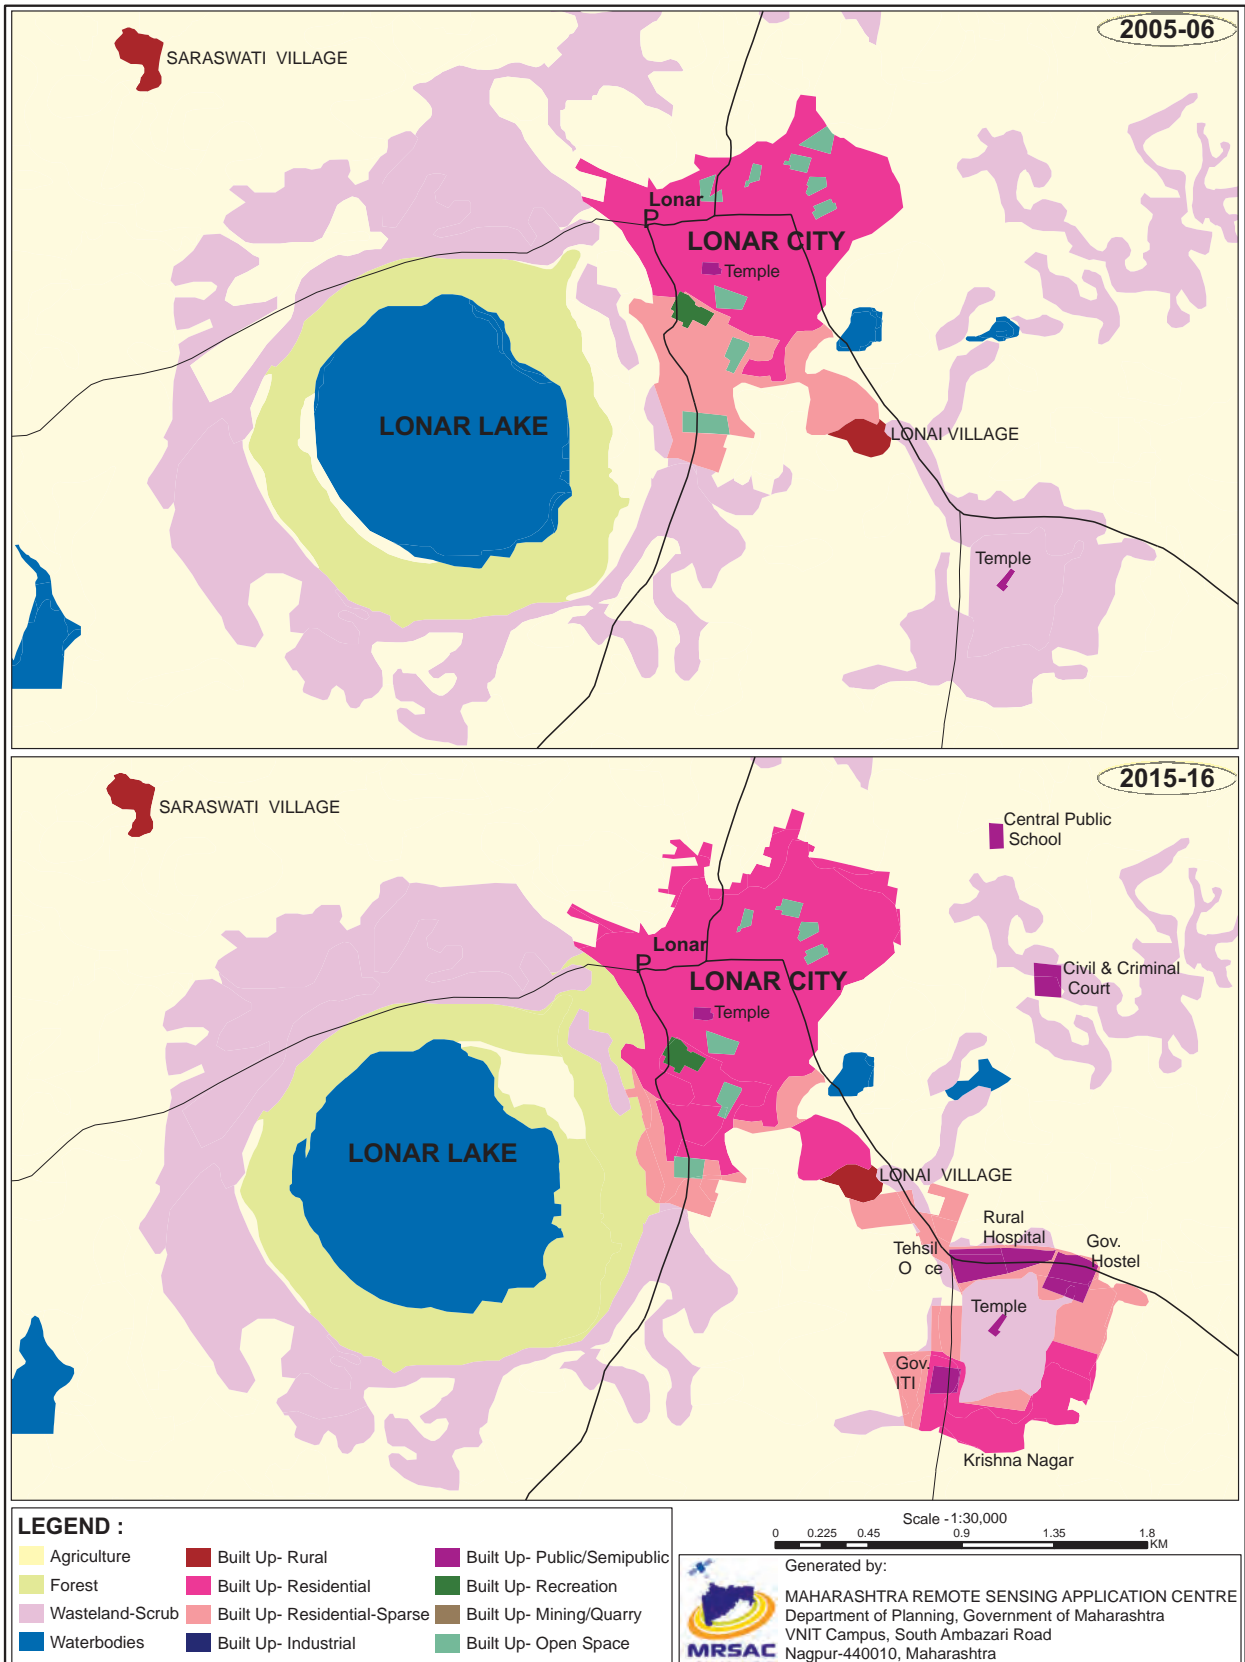 2005-06
SARASWATI VILLAGE
Lonar
P
LONAR CITY
Temple
LONAR LAKE
LONAI VILLAGE
Temple
2015-16
SARASWATI VILLAGE
Central Public
School
Lonar
P
Civil & Criminal
Court
LONAR CITY
Temple
LONAR LAKE
LONAI VILLAGE
Rural
Hospital
Tehsil
O ce
Gov.
Hostel
Temple
Gov.
ITI
Krishna Nagar
LEGEND :
Agriculture
Forest
Wasteland-Scrub
Waterbodies
Built Up- Rural
Built Up- Residential
Built Up- Residential-Sparse
Built Up- Industrial
Built Up- Public/Semipublic
Built Up- Recreation
Built Up- Mining/Quarry
Built Up- Open Space
Scale -1:30,000
0 0.225 0.45 0.9 1.35 1.8
KM
Generated by:
MAHARASHTRA REMOTE SENSING APPLICATION CENTRE
Department of Planning, Government of Maharashtra
VNIT Campus, South Ambazari Road
Nagpur-440010, Maharashtra
MRSAC